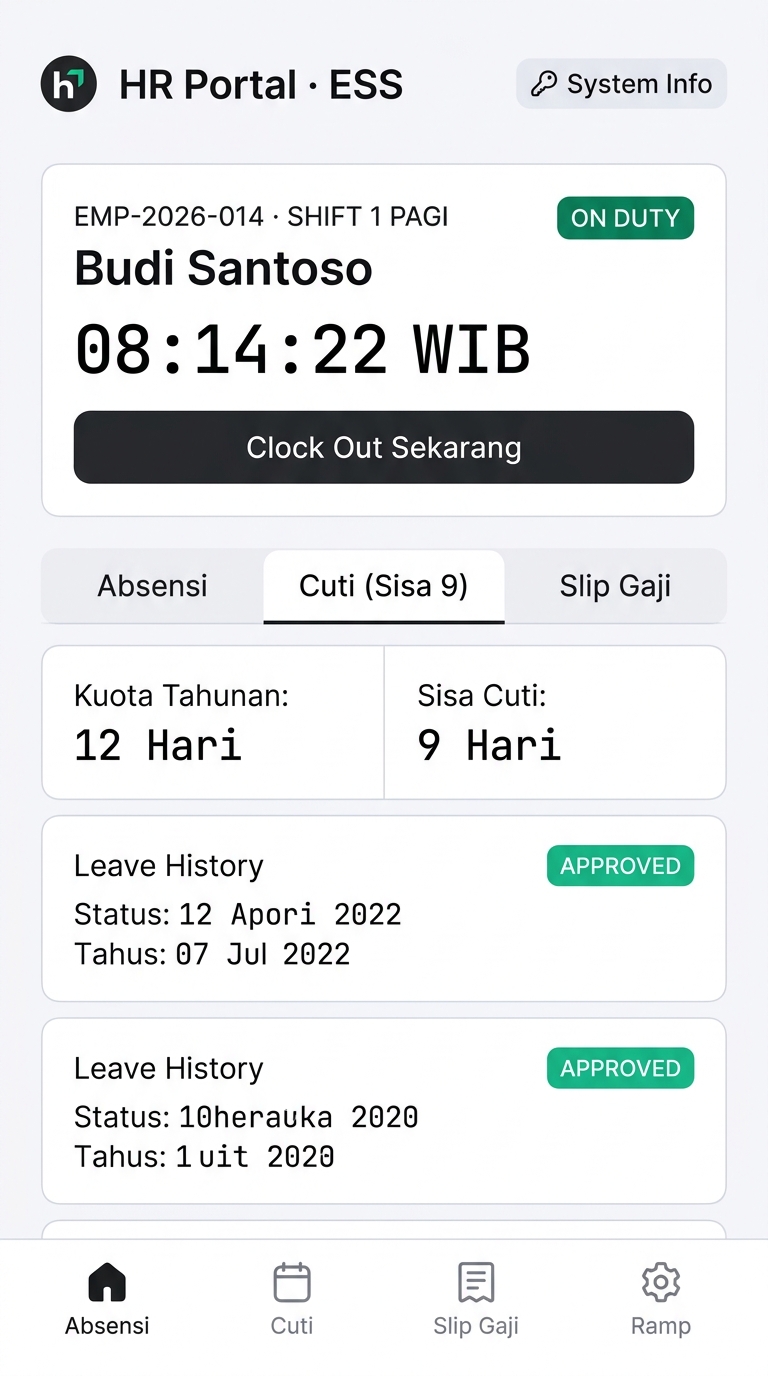 HR Portal · ESS
System Info
EMP-2026-014 · SHIFT 1 PAGI
ON DUTY
Budi Santoso
08:14:22 WIB
Clock Out Sekarang
Absensi
Cuti (Sisa 9)
Slip Gaji
Kuota Tahunan:
12 Hari
Sisa Cuti:
9 Hari
Leave History
APPROVED
Status: 12 Apori 2022
Tahus: 07 Jul 2022
Leave History
APPROVED
Status: 10herauka 2020
Tahus: 1 uit 2020
Absensi
Cuti
Slip Gaji
Ramp